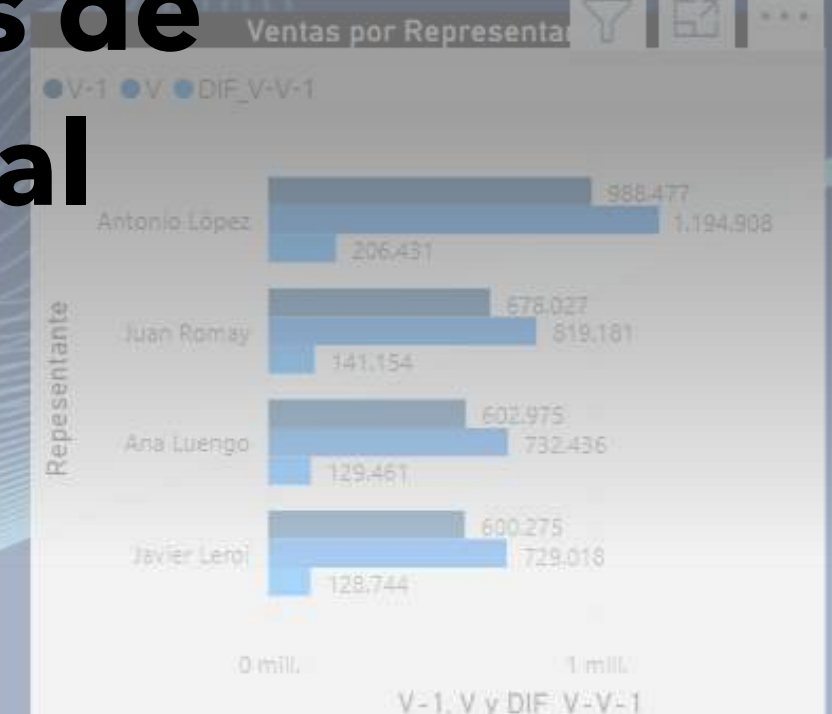 s de
al
Ventas por Representa
V-1 V DIF_V-V-1
Antonio López
988.477
1.194.908
206.431
Juan Romay
678.027
819.181
141.154
Ana Luengo
602.975
732.436
129.461
Javier Leroi
600.275
729.018
128.744
Representante
0 mill. 1 mill.
V-1, V y DIF_V-V-1